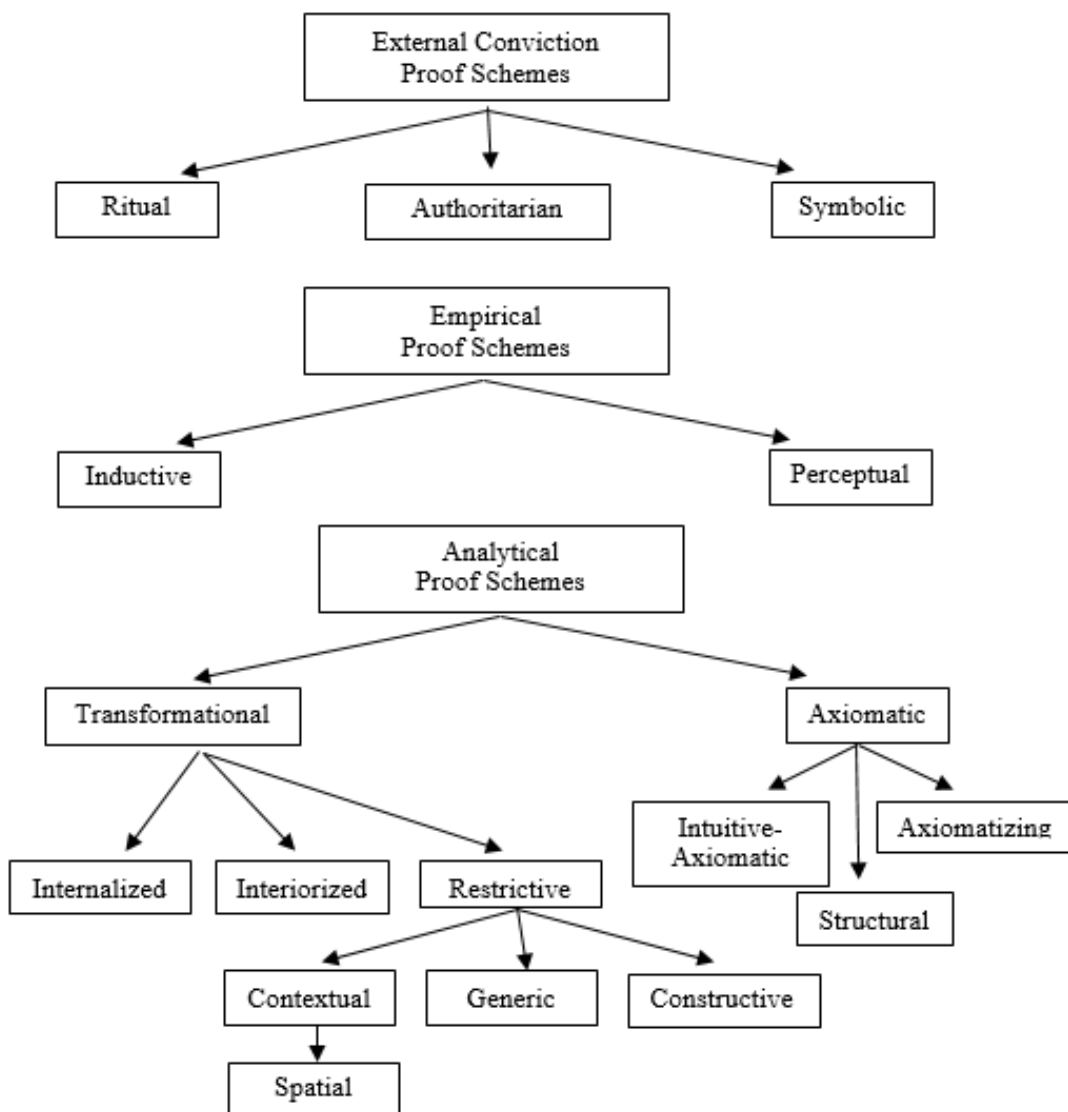 External Conviction
Proof Schemes
Ritual
Authoritarian
Symbolic
Empirical
Proof Schemes
Inductive
Perceptual
Analytical
Proof Schemes
Transformational
Axiomatic
Intuitive-
Axiomatic
Axiomatizing
Internalized
Interiorized
Restrictive
Structural
Contextual
Generic
Constructive
Spatial